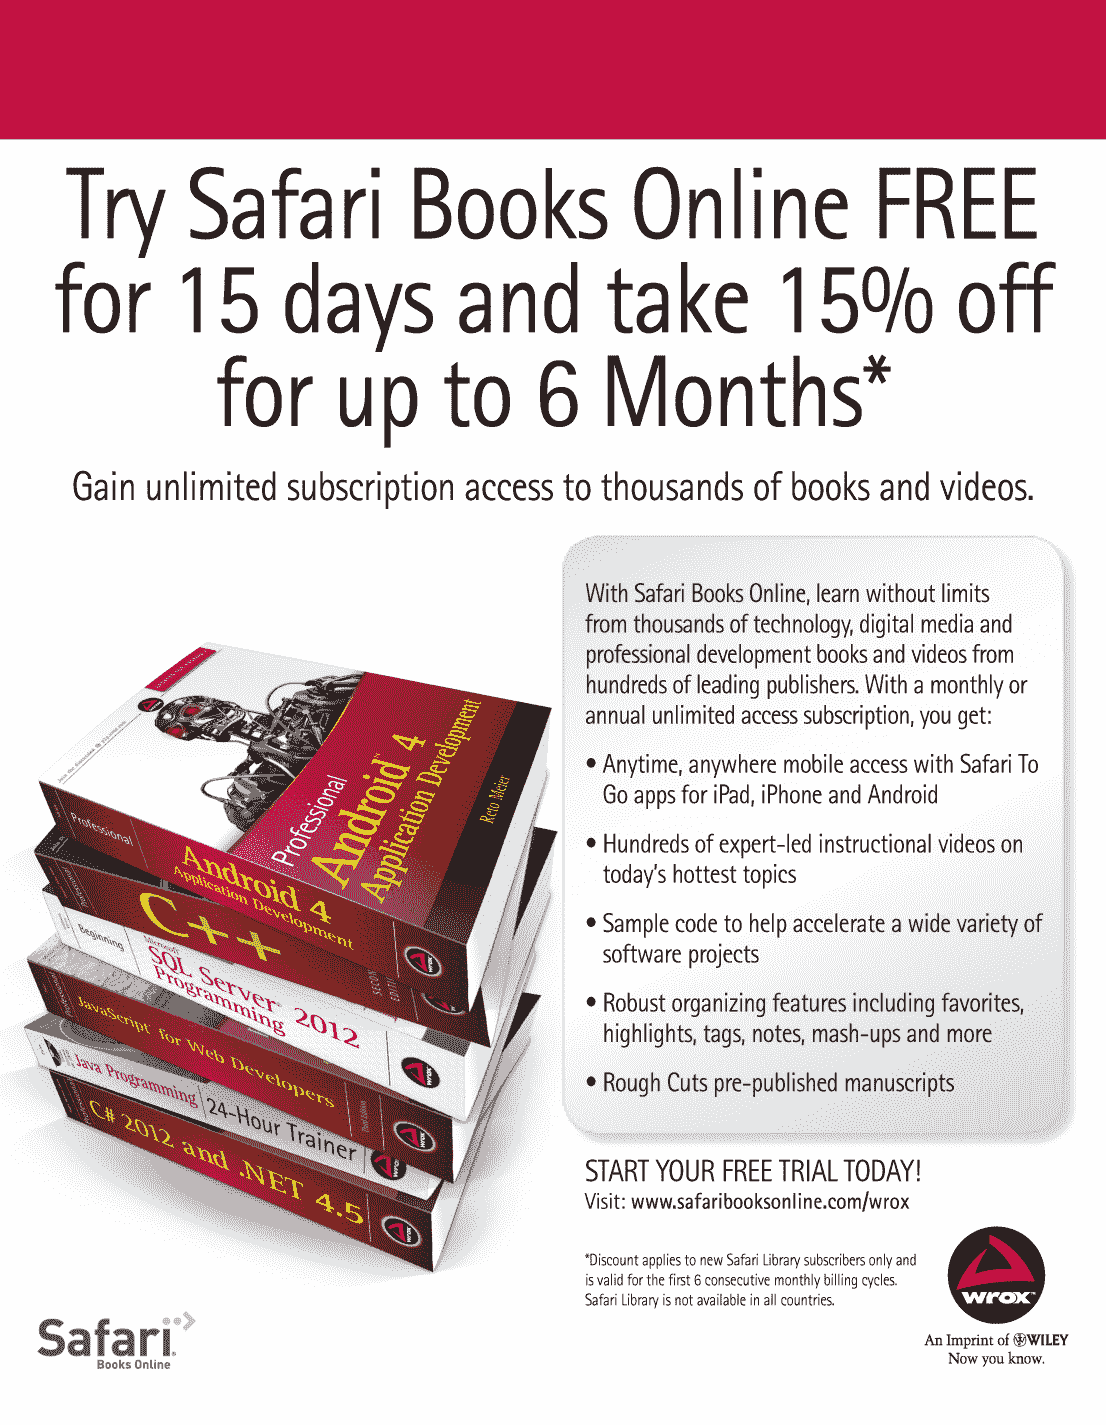 Try Safari Books Online FREE
for 15 days and take 15% off
for up to 6 Months*
Gain unlimited subscription access to thousands of books and videos.
With Safari Books Online, learn without limits
from thousands of technology, digital media and
professional development books and videos from
hundreds of leading publishers. With a monthly or
annual unlimited access subscription, you get:
• Anytime, anywhere mobile access with Safari To
Go apps for iPad, iPhone and Android
• Hundreds of expert-led instructional videos on
today's hottest topics
• Sample code to help accelerate a wide variety of
software projects
• Robust organizing features including favorites,
highlights, tags, notes, mash-ups and more
• Rough Cuts pre-published manuscripts
START YOUR FREE TRIAL TODAY!
Visit: www.safaribooksonline.com/wrox
*Discount applies to new Safari Library subscribers only and
is valid for the first 6 consecutive monthly billing cycles.
Safari Library is not available in all countries.
Professional
Android 4
Application Development
Reto Meier
Professional
Android 4
Application Development
wrox
C++
SECOND
EDITION
Beginning
Microsoft
SQL Server 2012
Programming
wrox
JavaScript for Web Developers
wrox
Java Programming
24-Hour Trainer
wrox
C# 2012 and .NET 4.5
wrox
Safari
Books Online
wrox™
An Imprint of WILEY
Now you know.